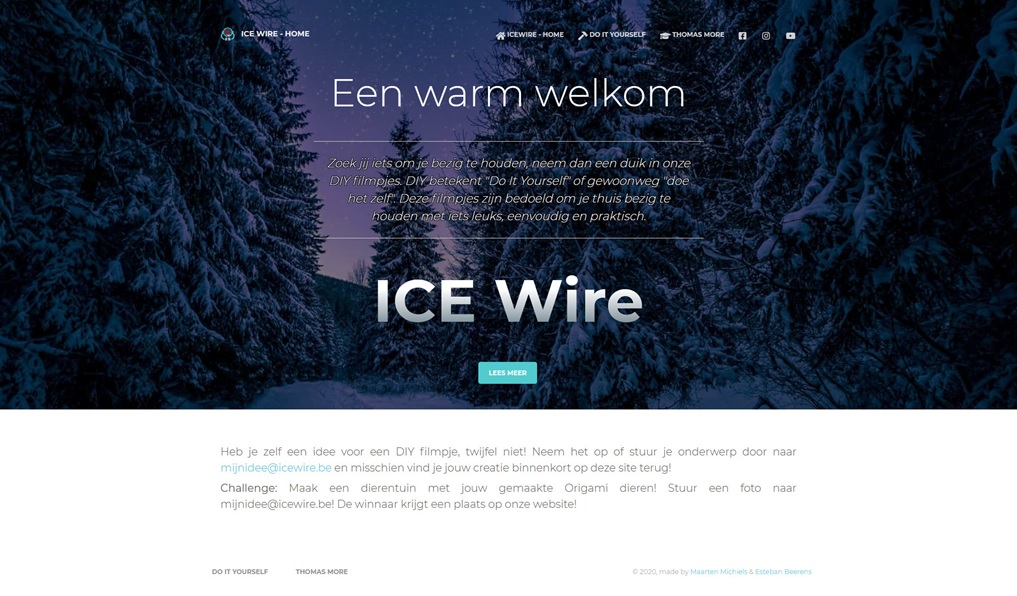 ICE WIRE - HOME
ICEWIRE - HOME DO IT YOURSELF THOMAS MORE
Een warm welkom
Zoek jij iets om je bezig te houden, neem dan een duik in onze
DIY filmpjes. DIY betekent "Do It Yourself" of gewoonweg "doe
het zelf". Deze filmpjes zijn bedoeld om je thuis bezig te
houden met iets leuks, eenvoudig en praktisch.
ICE Wire
LEES MEER
Heb je zelf een idee voor een DIY filmpje, twijfel niet! Neem het op of stuur je onderwerp door naar
mijnidee@icewire.be en misschien vind je jouw creatie binnenkort op deze site terug!
Challenge: Maak een dierentuin met jouw gemaakte Origami dieren! Stuur een foto naar
mijnidee@icewire.be! De winnaar krijgt een plaats op onze website!
DO IT YOURSELF THOMAS MORE
© 2020, made by Maarten Michiels & Esteban Beerens